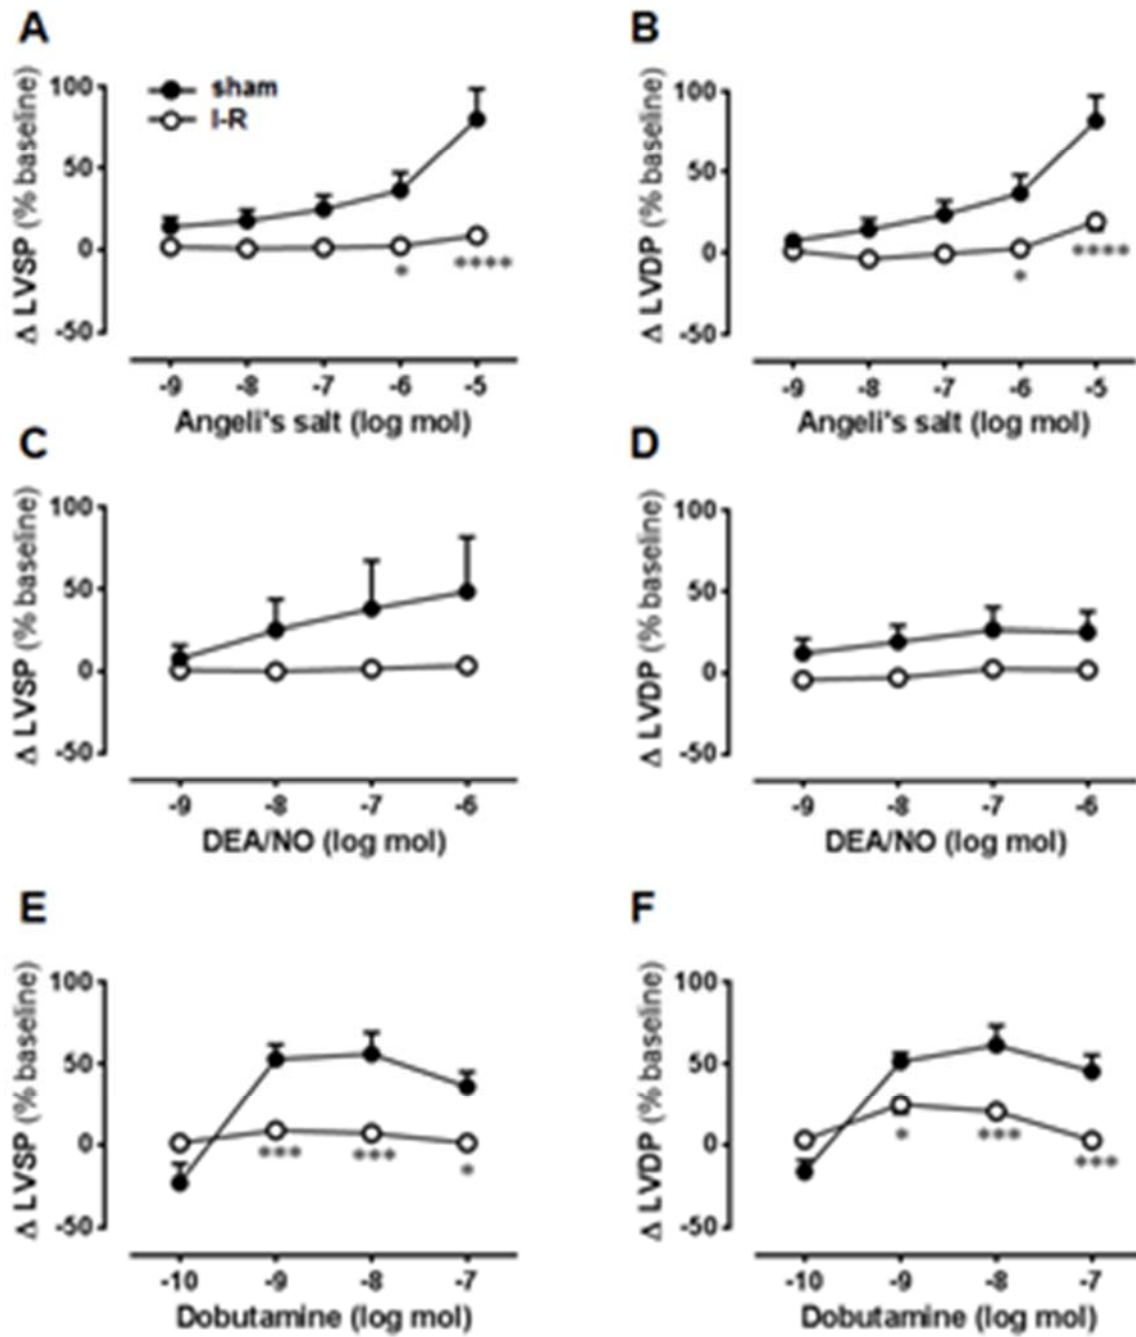 A
Δ LVSP (% baseline)
100
50
0
-50
sham
I-R
*
****
-9 -8 -7 -6 -5
Angeli's salt (log mol)
B
Δ LVDP (% baseline)
100
50
0
-50
*
****
-9 -8 -7 -6 -5
Angeli's salt (log mol)
C
Δ LVSP (% baseline)
100
50
0
-50
-9 -8 -7 -6
DEA/NO (log mol)
D
Δ LVDP (% baseline)
100
50
0
-50
-9 -8 -7 -6
DEA/NO (log mol)
E
Δ LVSP (% baseline)
100
50
0
-50
*** *** *
-10 -9 -8 -7
Dobutamine (log mol)
F
Δ LVDP (% baseline)
100
50
0
-50
* *** ***
-10 -9 -8 -7
Dobutamine (log mol)